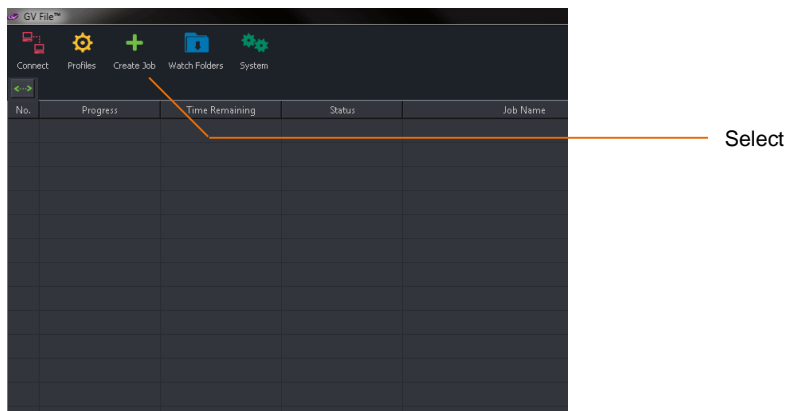 GV File™
Connect Profiles Create Job Watch Folders System
<··>
No. Progress Time Remaining Status Job Name
Select